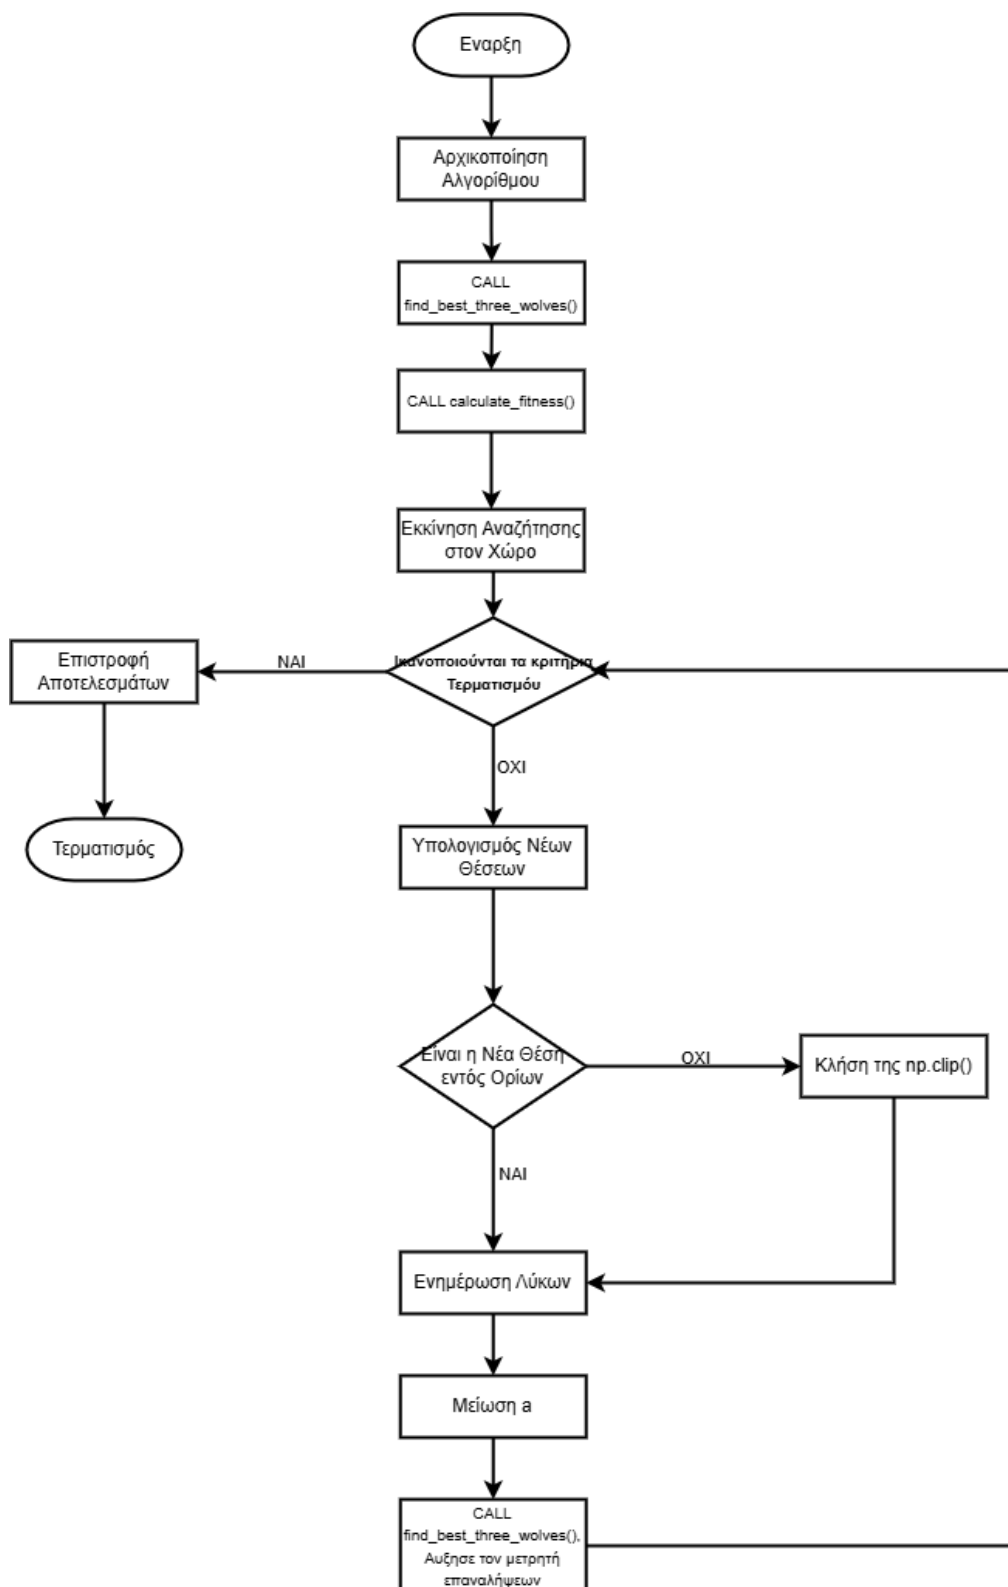 Εναρξη
Αρχικοποίηση
Αλγορίθμου
CALL
find_best_three_wolves()
CALL calculate_fitness()
Εκκίνηση Αναζήτησης
στον Χώρο
Ικανοποιούνται τα κριτήρια
Τερματισμόυ
ΝΑΙ
Επιστροφή
Αποτελεσμάτων
Τερματισμός
ΟΧΙ
Υπολογισμός Νέων
Θέσεων
Είναι η Νέα Θέση
εντός Ορίων
ΟΧΙ
Κλήση της np.clip()
ΝΑΙ
Ενημέρωση Λύκων
Μείωση a
CALL
find_best_three_wolves().
Αυξησε τον μετρητή
επαναλήψεων